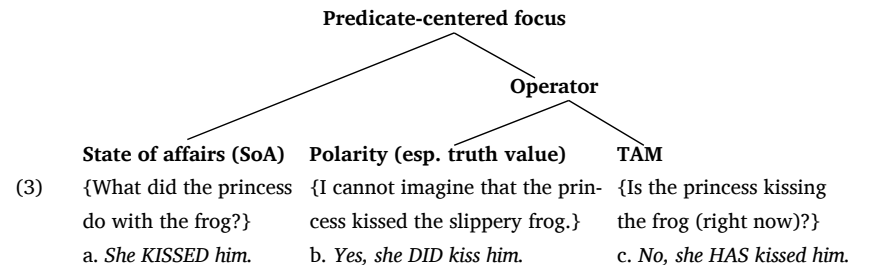 Predicate-centered focus
Operator
State of affairs (SoA) Polarity (esp. truth value) TAM
(3) {What did the princess {I cannot imagine that the prin- {Is the princess kissing
do with the frog?} cess kissed the slippery frog.} the frog (right now)?}
a. She KISSED him. b. Yes, she DID kiss him. c. No, she HAS kissed him.